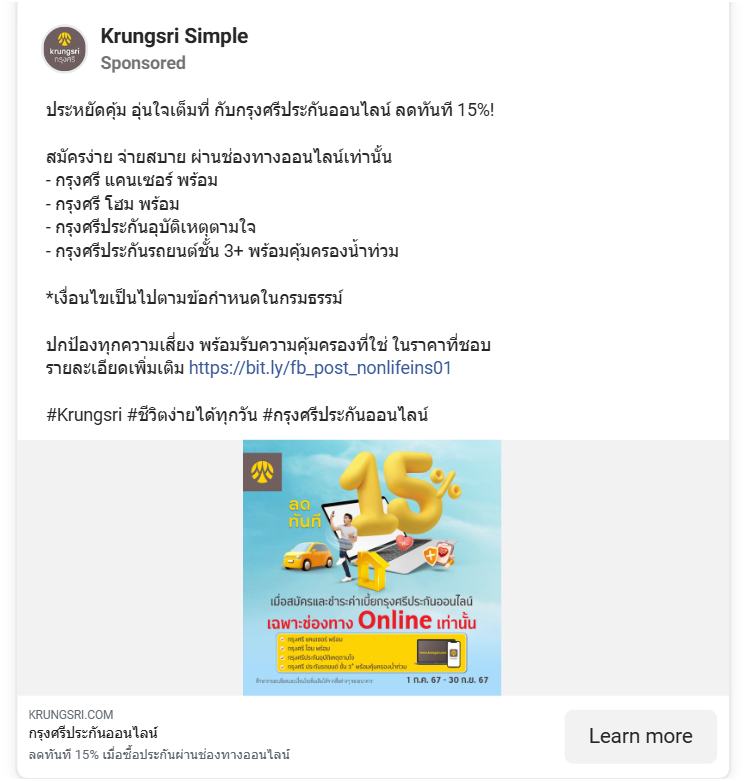 krungsri
กรุงศรี
Krungsri Simple
Sponsored
ประหยัดคุ้ม อุ่นใจเต็มที่ กับกรุงศรีประกันออนไลน์ ลดทันที 15%!
สมัครง่าย จ่ายสบาย ผ่านช่องทางออนไลน์เท่านั้น
- กรุงศรี แคนเซอร์ พร้อม
- กรุงศรี โฮม พร้อม
- กรุงศรีประกันอุบัติเหตุตามใจ
- กรุงศรีประกันรถยนต์ชั้น 3+ พร้อมคุ้มครองน้ำท่วม
*เงื่อนไขเป็นไปตามข้อกำหนดในกรมธรรม์
ปกป้องทุกความเสี่ยง พร้อมรับความคุ้มครองที่ใช่ ในราคาที่ชอบ
รายละเอียดเพิ่มเติม https://bit.ly/fb_post_nonlifeins01
#Krungsri #ชีวิตง่ายได้ทุกวัน #กรุงศรีประกันออนไลน์
ลด
ทันที
15%
เมื่อสมัครและชำระค่าเบี้ยกรุงศรีประกันออนไลน์
เฉพาะช่องทาง Online เท่านั้น
กรุงศรี แคนเซอร์ พร้อม
กรุงศรี โฮม พร้อม
กรุงศรีประกันอุบัติเหตุตามใจ
กรุงศรี ประกันรถยนต์ ชั้น 3+ พร้อมคุ้มครองน้ำท่วม
1 ก.ค. 67 - 30 ก.ย. 67
KRUNGSRI.COM
กรุงศรีประกันออนไลน์
ลดทันที 15% เมื่อซื้อประกันผ่านช่องทางออนไลน์
Learn more